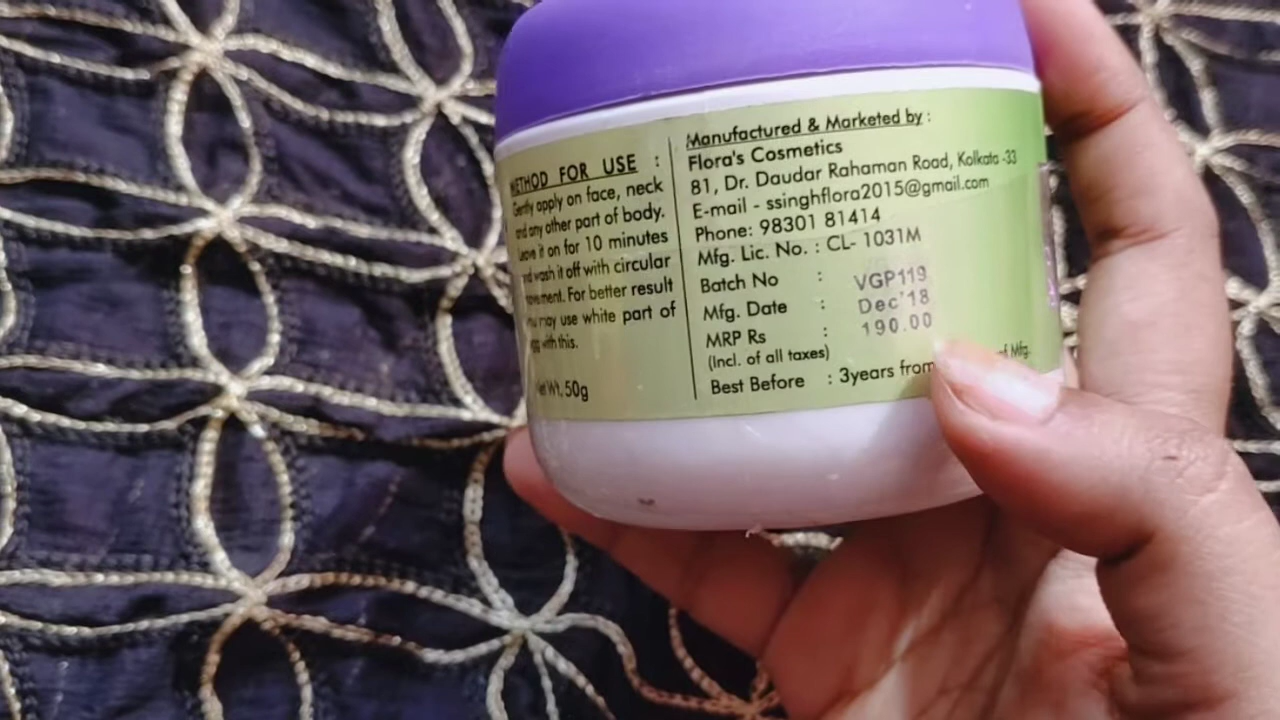 METHOD FOR USE :
Gently apply on face, neck
and any other part of body.
Leave it on for 10 minutes
and wash it off with circular
movement. For better result
you may use white part of
egg with this.
Net Wt. 50g
Manufactured & Marketed by :
Flora's Cosmetics
81, Dr. Daudar Rahaman Road, Kolkata -33
E-mail - ssinghflora2015@gmail.com
Phone: 98301 81414
Mfg. Lic. No. : CL- 1031M
Batch No : VGP119
Mfg. Date : Dec'18
MRP Rs : 190.00
(Incl. of all taxes)
Best Before : 3years from of Mfg.